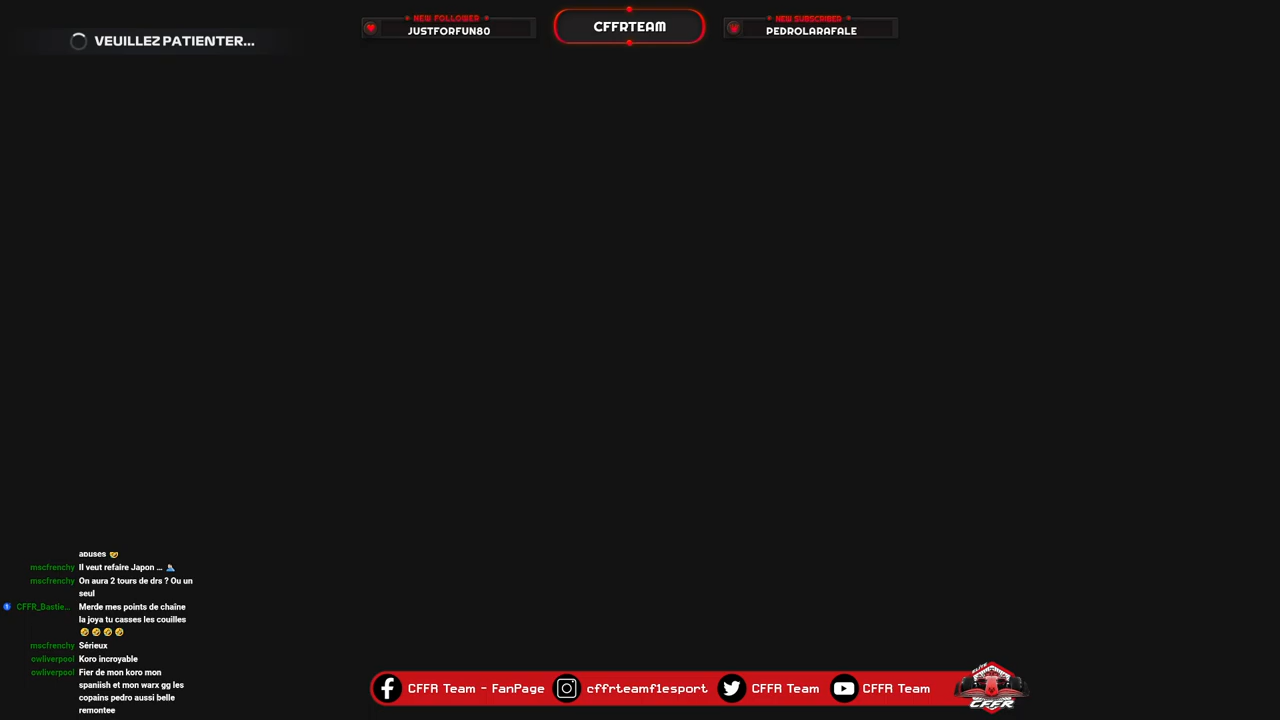 VEUILLEZ PATIENTER...
NEW FOLLOWER
JUSTFORFUN80
CFFRTEAM
NEW SUBSCRIBER
PEDROLARAFALE
abuses 🤣
mscfrenchy Il veut refaire Japon ...
mscfrenchy On aura 2 tours de drs ? Ou un
seul
CFFR_Bastie... Merde mes points de chaîne
la joya tu casses les couilles
🤣 🤣 🤣 🤣
mscfrenchy Sérieux
owliverpool Koro incroyable
owliverpool Fier de mon koro mon
spaniish et mon warx gg les
copains pedro aussi belle
remontee
CFFR Team - FanPage
cffrteamf1esport
CFFR Team
CFFR Team
CFFR